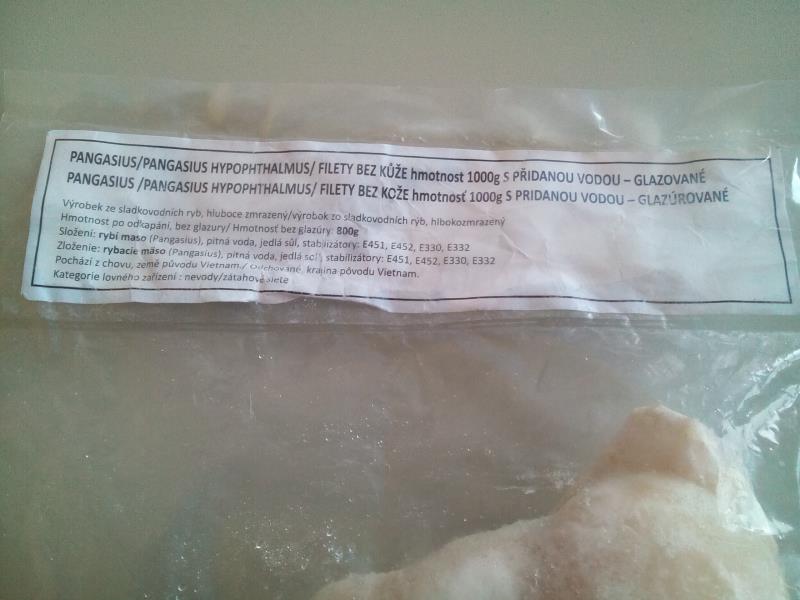 PANGASIUS/PANGASIUS HYPOPHTHALMUS/ FILETY BEZ KŮŽE hmotnost 1000g S PŘIDANOU VODOU – GLAZOVANÉ
PANGASIUS /PANGASIUS HYPOPHTHALMUS/ FILETY BEZ KOŽE hmotnosť 1000g S PRIDANOU VODOU – GLAZÚROVANÉ
Výrobek ze sladkovodních ryb, hluboce zmrazený/výrobok zo sladkovodních rýb, hlbokozmrazený
Hmotnost po odkapání, bez glazury/ Hmotnosť bez glazúry: 800g
Složení: rybí maso (Pangasius), pitná voda, jedlá sůl, stabilizátory: E451, E452, E330, E332
Zloženie: rybacie mäso (Pangasius), pitná voda, jedlá soľ, stabilizátory: E451, E452, E330, E332
Pochází z chovu, země původu Vietnam./ Odchované, krajina pôvodu Vietnam.
Kategorie lovného zařízení : nevody/záťahové siete